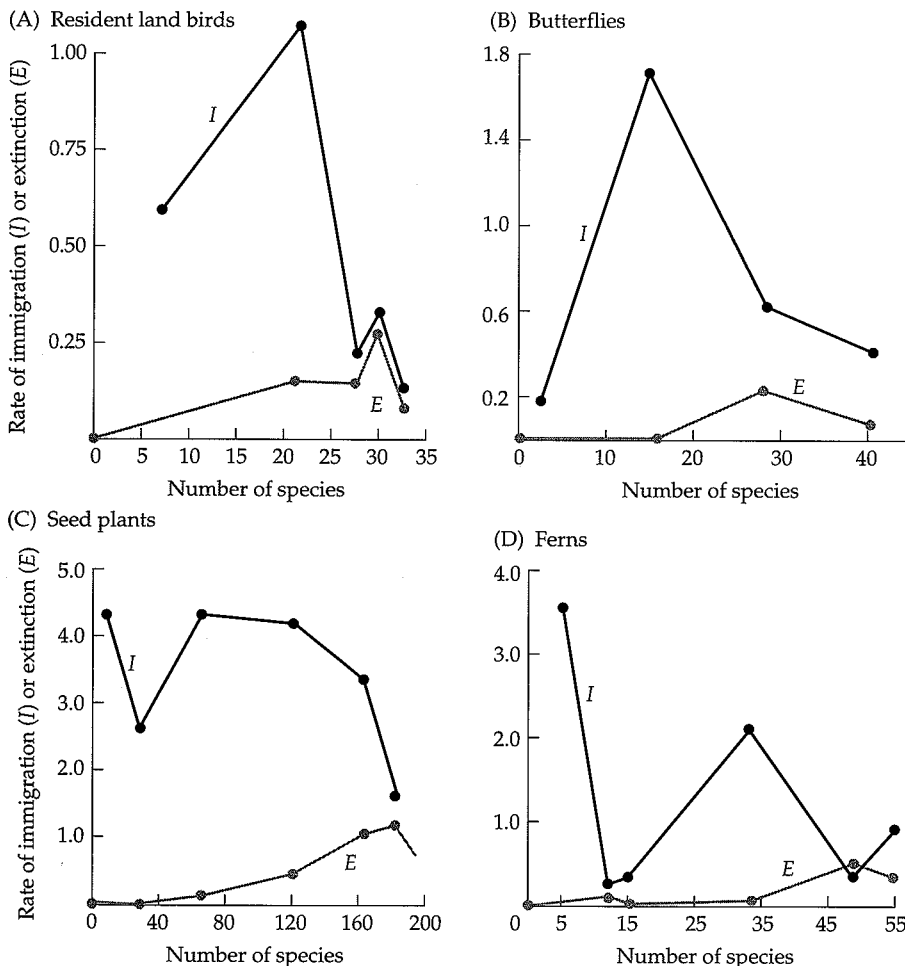 (A) Resident land birds
Rate of immigration (I) or extinction (E)
1.00
0.75
0.50
0.25
I
E
0 5 10 15 20 25 30 35
Number of species
(B) Butterflies
1.8
1.4
1.0
0.6
0.2
I
E
0 10 20 30 40
Number of species
(C) Seed plants
Rate of immigration (I) or extinction (E)
5.0
4.0
3.0
2.0
1.0
I
E
0 40 80 120 160 200
Number of species
(D) Ferns
4.0
3.0
2.0
1.0
I
E
0 5 15 25 35 45 55
Number of species